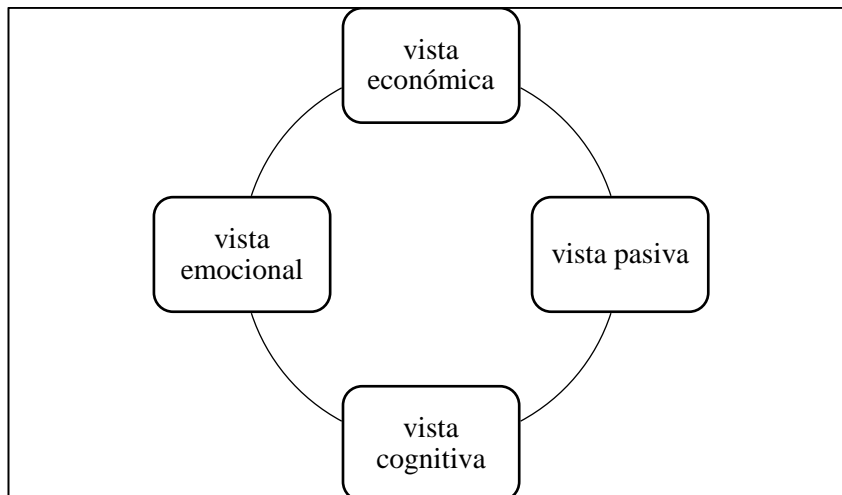 vista
económica
vista
emocional
vista pasiva
vista
cognitiva